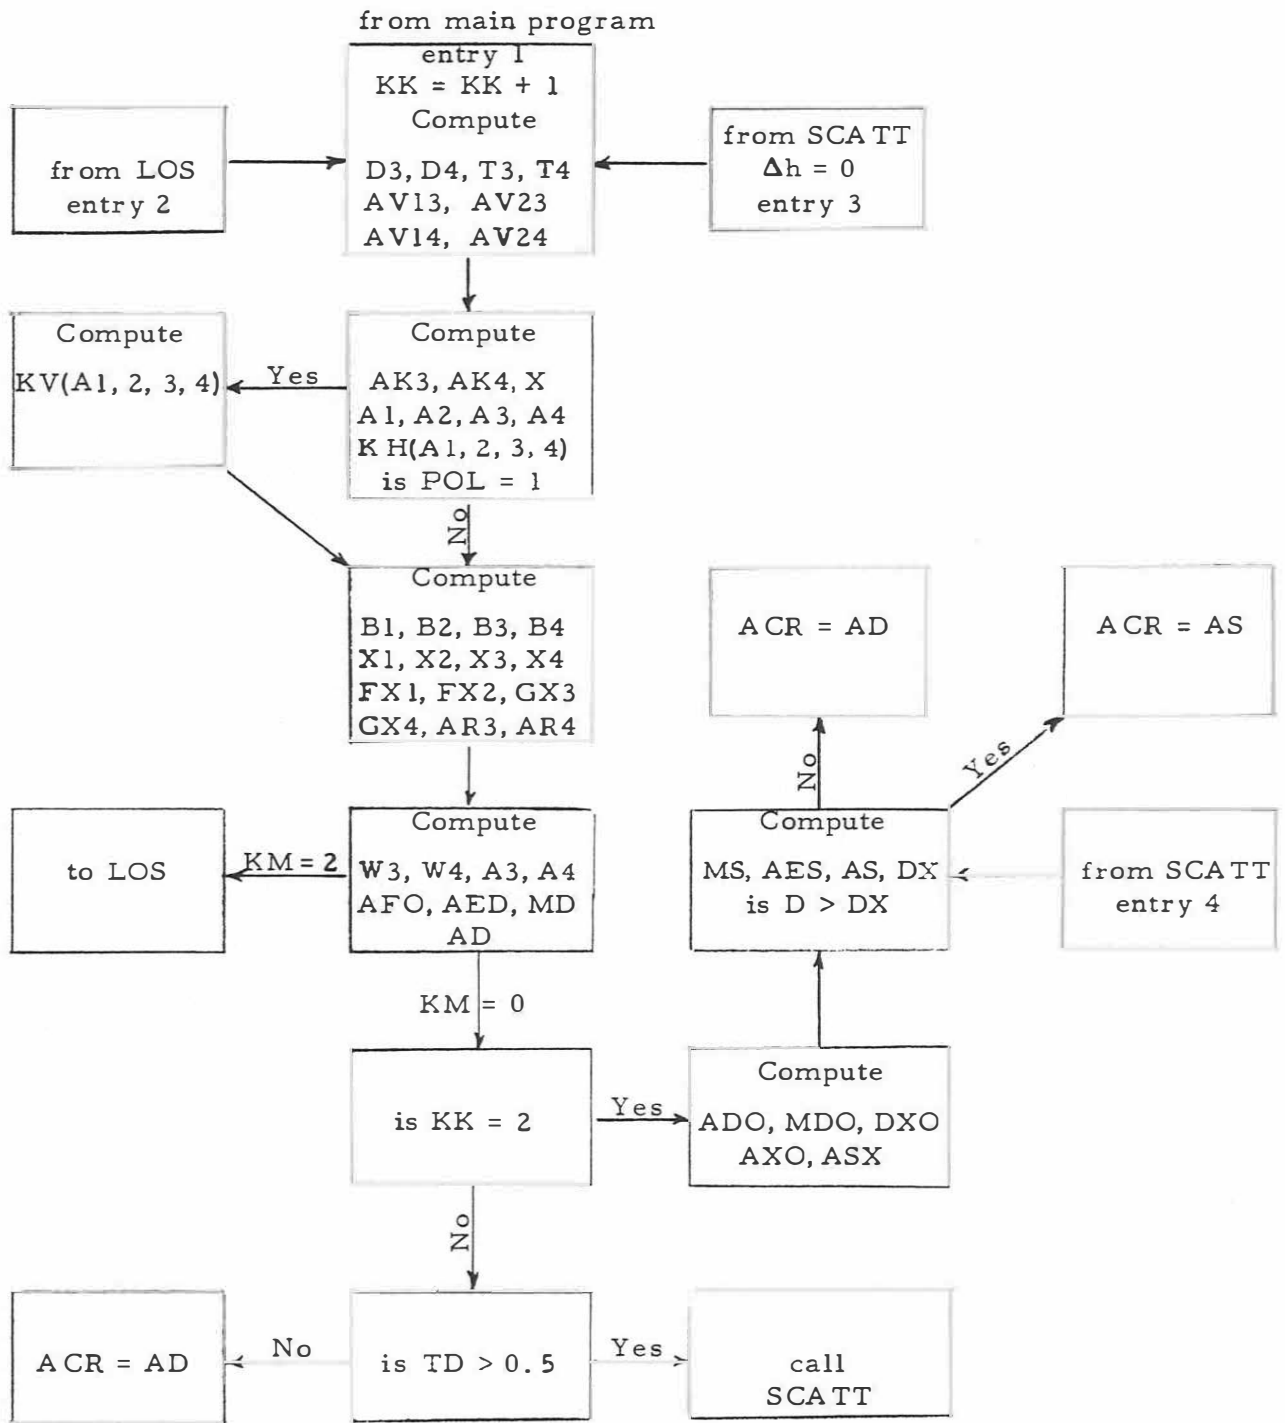 from main program
entry 1
KK = KK + 1
Compute
D3, D4, T3, T4
AV13, AV23
AV14, AV24
from LOS
entry 2
from SCATT
Δh = 0
entry 3
Compute
KV(A1, 2, 3, 4)
Yes
Compute
AK3, AK4, X
A1, A2, A3, A4
KH(A1, 2, 3, 4)
is POL = 1
No
Compute
B1, B2, B3, B4
X1, X2, X3, X4
FX1, FX2, GX3
GX4, AR3, AR4
ACR = AD
ACR = AS
No
Yes
to LOS
KM = 2
Compute
W3, W4, A3, A4
AFO, AED, MD
AD
Compute
MS, AES, AS, DX
is D > DX
from SCATT
entry 4
KM = 0
is KK = 2
Yes
Compute
ADO, MDO, DXO
AXO, ASX
No
ACR = AD
No
is TD > 0.5
Yes
call
SCATT